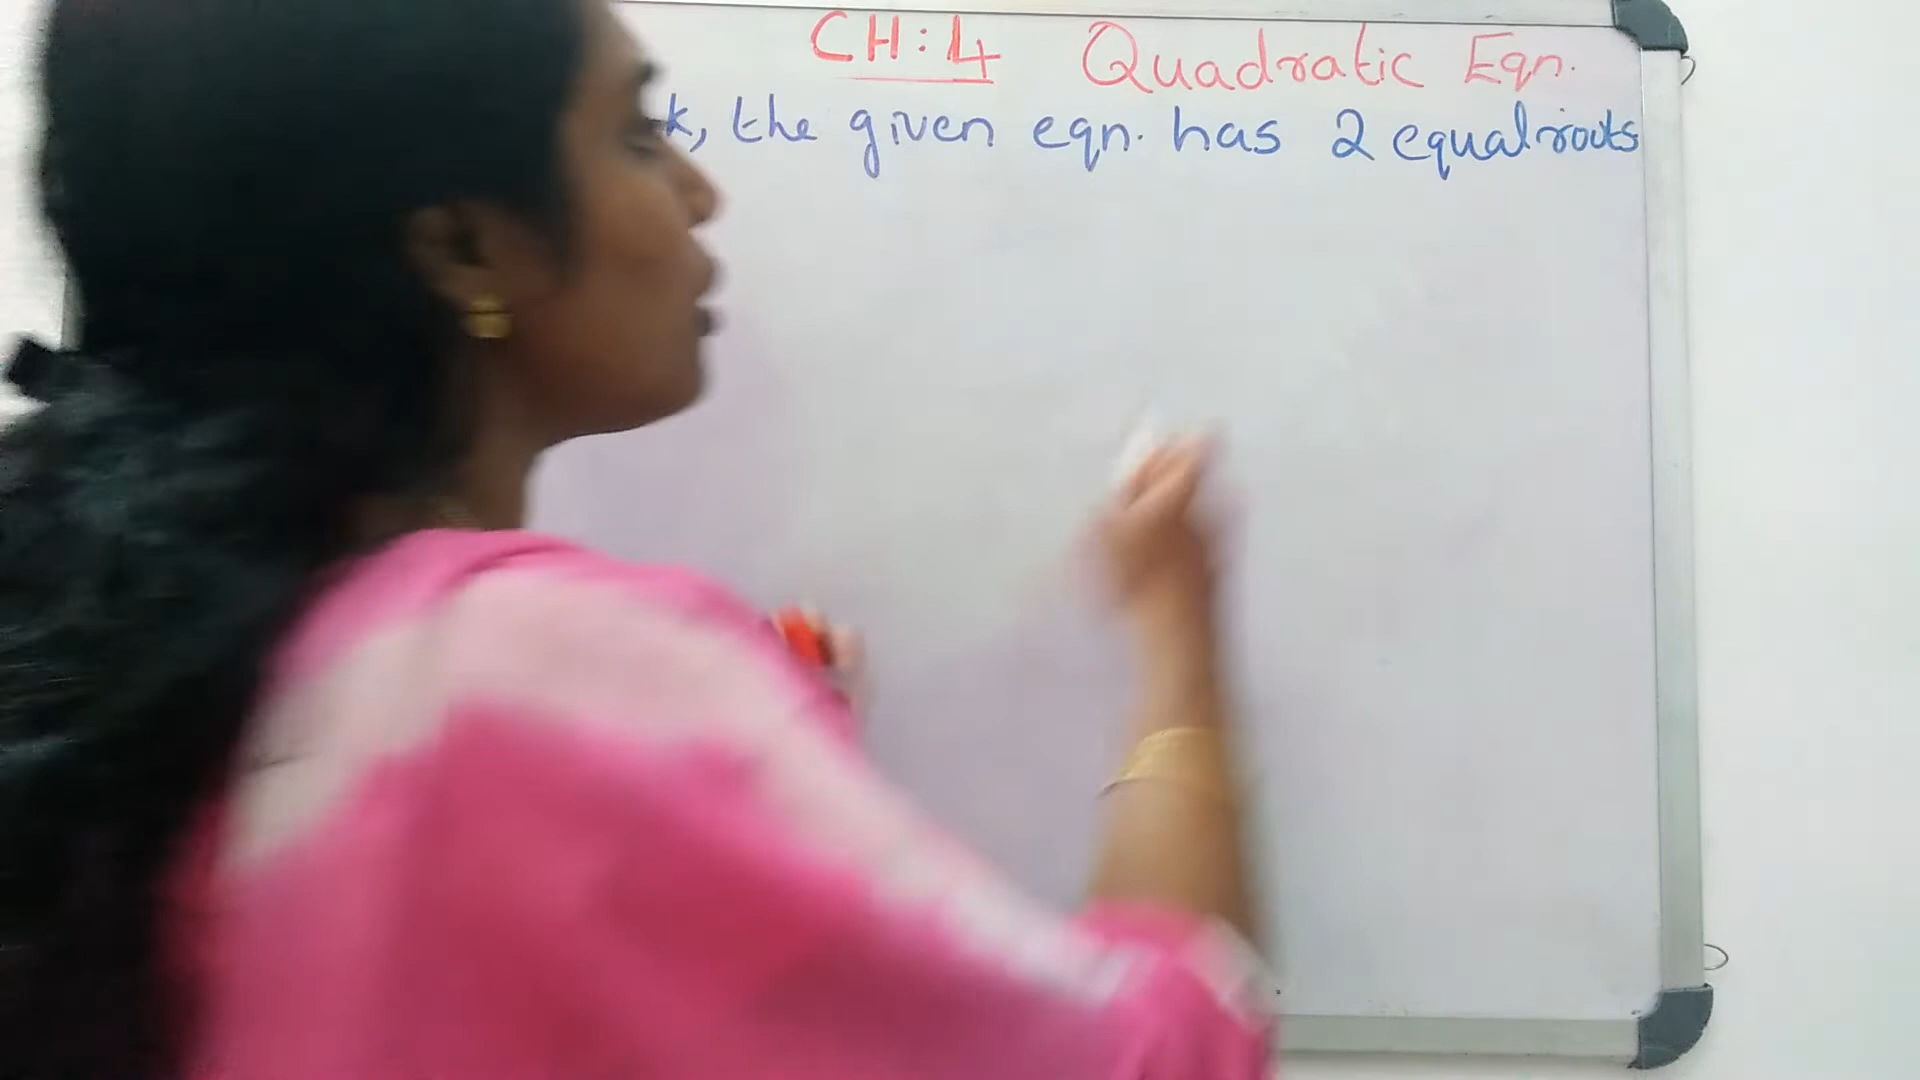 CH:4 Quadratic Eqn.
k, the given eqn. has 2 equal roots